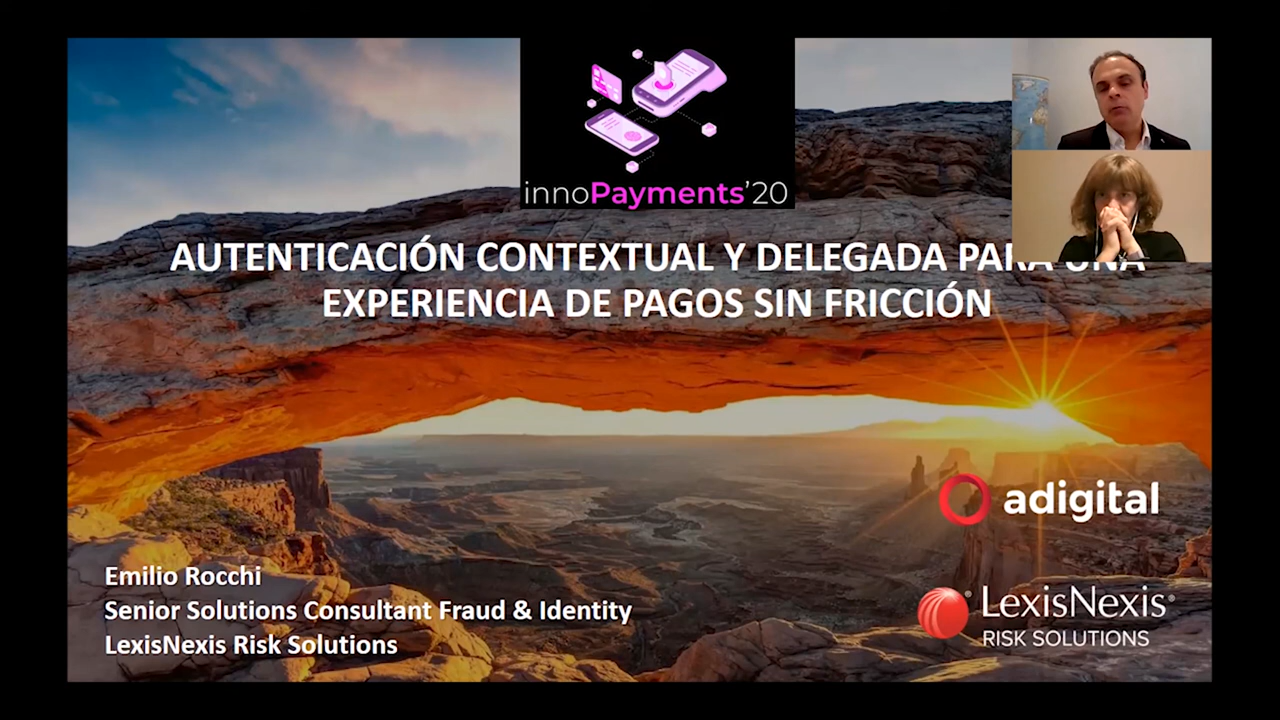 innoPayments'20
AUTENTICACIÓN CONTEXTUAL Y DELEGADA PARA UNA
EXPERIENCIA DE PAGOS SIN FRICCIÓN
adigital
Emilio Rocchi
Senior Solutions Consultant Fraud & Identity
LexisNexis Risk Solutions
LexisNexis®
RISK SOLUTIONS